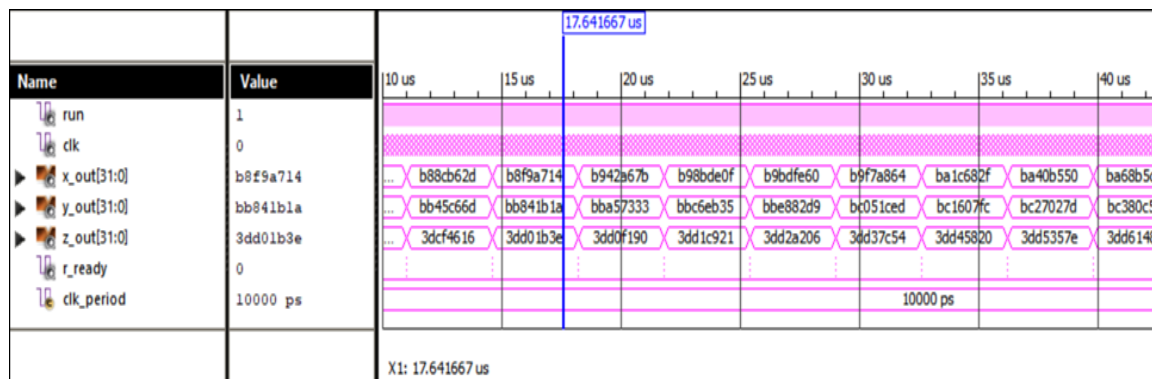 17.641667 us
Name Value 10 us 15 us 20 us 25 us 30 us 35 us 40 us
run 1
clk 0
x_out[31:0] b8f9a714 ... b88cb62d b8f9a714 b942a67b b98bde0f b9bdfe60 b9f7a864 ba1c682f ba40b550 ba68b5c
y_out[31:0] bb841b1a ... bb45c66d bb841b1a bba57333 bbc6eb35 bbe882d9 bc051ced bc1607fc bc27027d bc380c5
z_out[31:0] 3dd01b3e ... 3dcf4616 3dd01b3e 3dd0f190 3dd1c921 3dd2a206 3dd37c54 3dd45820 3dd5357e 3dd614
r_ready 0
clk_period 10000 ps 10000 ps
X1: 17.641667 us